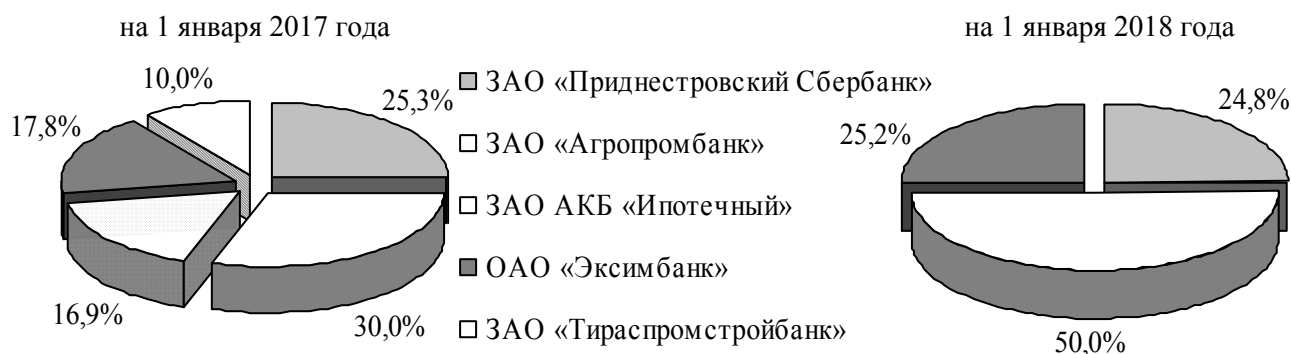 на 1 января 2017 года
10,0%
25,3%
17,8%
16,9%
30,0%
ЗАО «Приднестровский Сбербанк»
ЗАО «Агропромбанк»
ЗАО АКБ «Ипотечный»
ОАО «Эксимбанк»
ЗАО «Тираспромстройбанк»
на 1 января 2018 года
24,8%
25,2%
50,0%